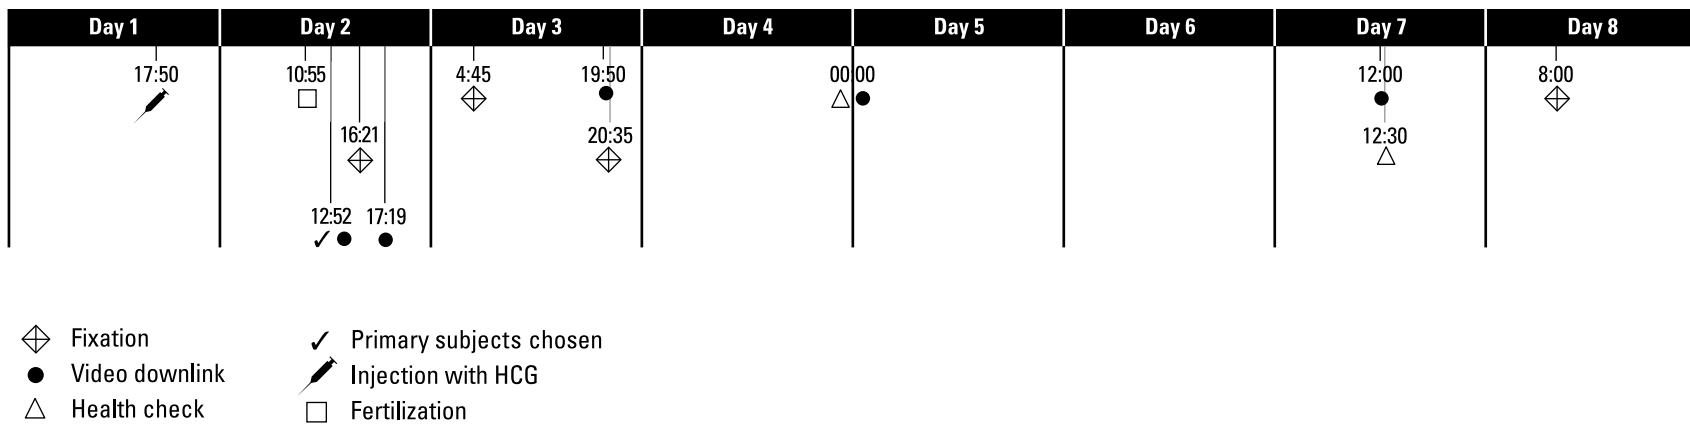 Day 1 Day 2 Day 3 Day 4 Day 5 Day 6 Day 7 Day 8
17:50 10:55 4:45 19:50 00:00 12:00 8:00
16:21 20:35 12:30
12:52 17:19
Fixation Primary subjects chosen
Video downlink Injection with HCG
Health check Fertilization